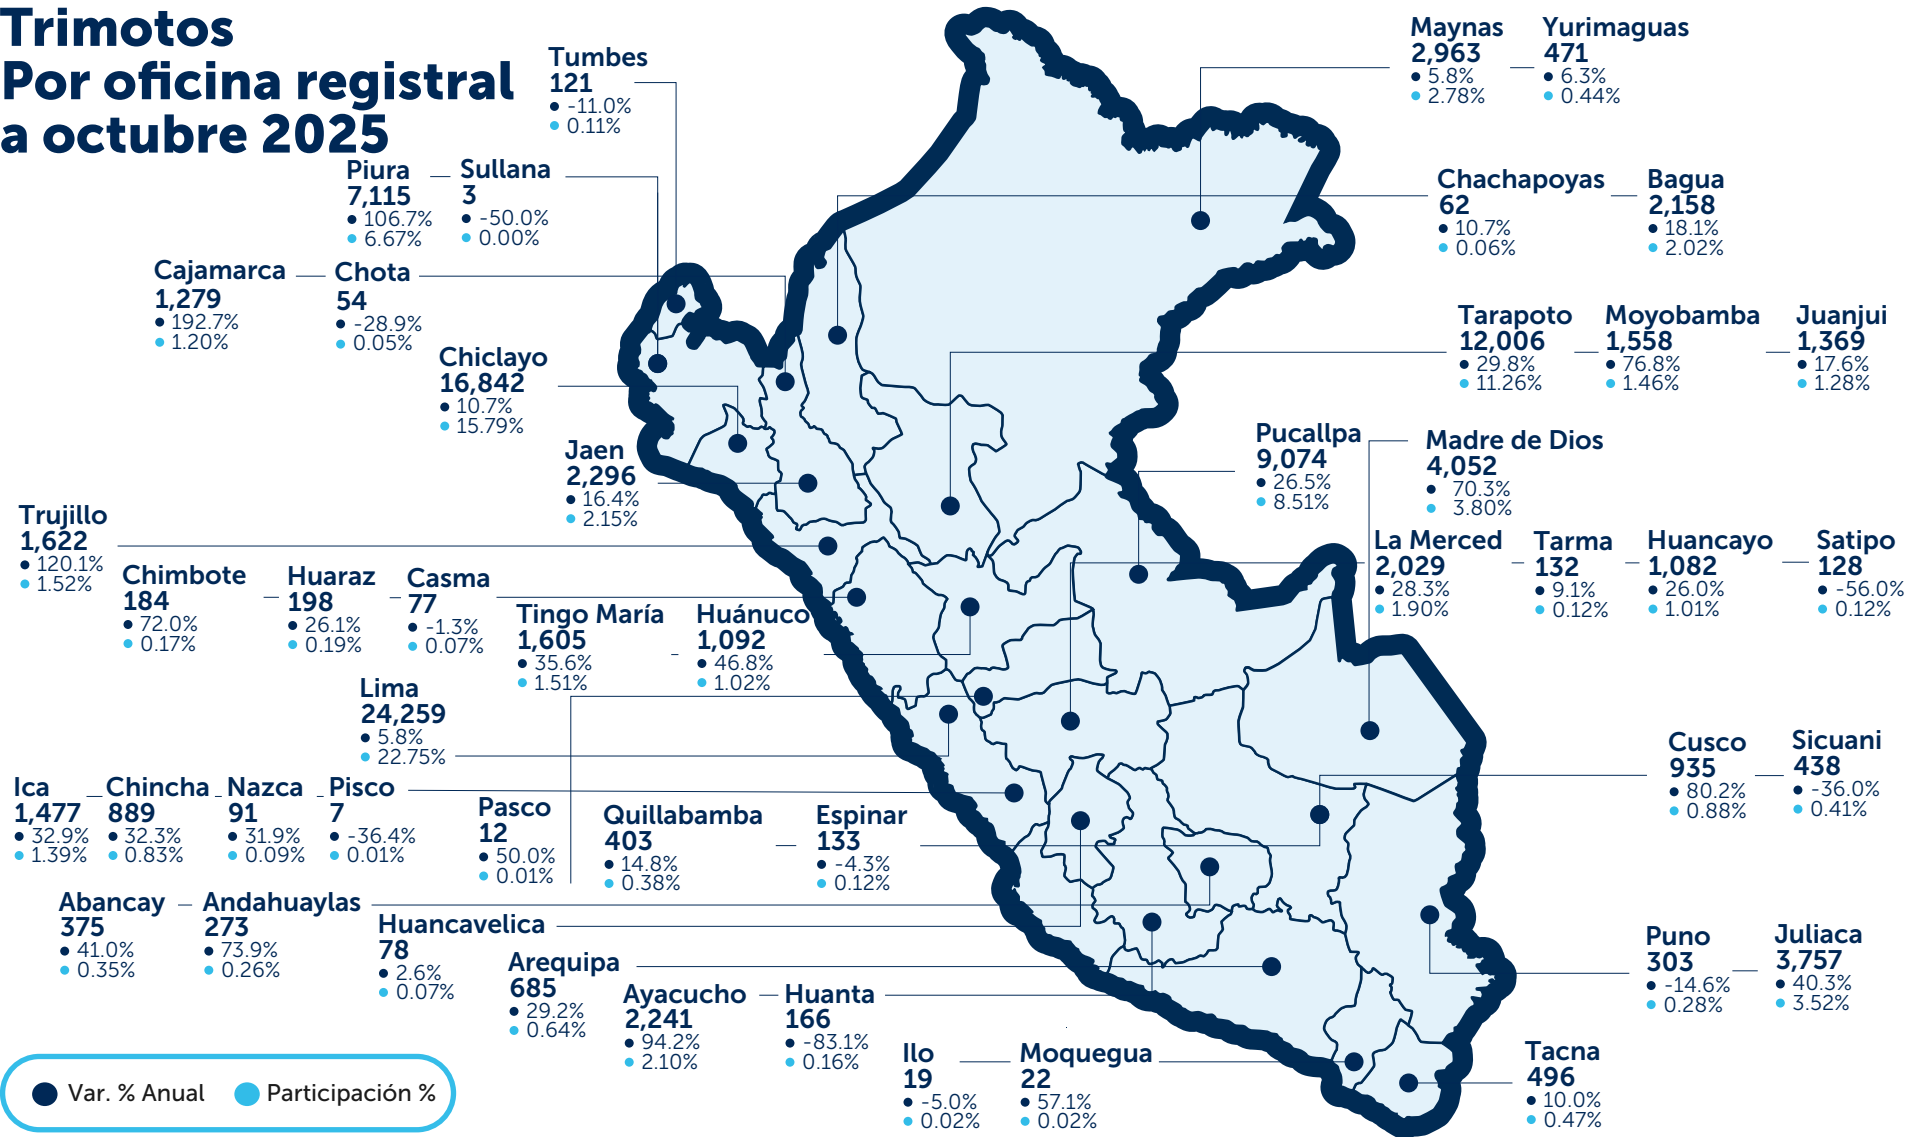 Trimotos
Por oficina registral
a octubre 2025
Tumbes
121
-11.0%
0.11%
Piura
7,115
106.7%
6.67%
Sullana
3
-50.0%
0.00%
Cajamarca
1,279
192.7%
1.20%
Chota
54
-28.9%
0.05%
Chiclayo
16,842
10.7%
15.79%
Jaen
2,296
16.4%
2.15%
Trujillo
1,622
120.1%
1.52%
Chimbote
184
72.0%
0.17%
Huaraz
198
26.1%
0.19%
Casma
77
-1.3%
0.07%
Tingo María
1,605
35.6%
1.51%
Huánuco
1,092
46.8%
1.02%
Lima
24,259
5.8%
22.75%
Ica
1,477
32.9%
1.39%
Chincha
889
32.3%
0.83%
Nazca
91
31.9%
0.09%
Pisco
7
-36.4%
0.01%
Pasco
12
50.0%
0.01%
Quillabamba
403
14.8%
0.38%
Espinar
133
-4.3%
0.12%
Abancay
375
41.0%
0.35%
Andahuaylas
273
73.9%
0.26%
Huancavelica
78
2.6%
0.07%
Arequipa
685
29.2%
0.64%
Ayacucho
2,241
94.2%
2.10%
Huanta
166
-83.1%
0.16%
Ilo
19
-5.0%
0.02%
Moquegua
22
57.1%
0.02%
Maynas
2,963
5.8%
2.78%
Yurimaguas
471
6.3%
0.44%
Chachapoyas
62
10.7%
0.06%
Bagua
2,158
18.1%
2.02%
Tarapoto
12,006
29.8%
11.26%
Moyobamba
1,558
76.8%
1.46%
Juanjui
1,369
17.6%
1.28%
Pucallpa
9,074
26.5%
8.51%
Madre de Dios
4,052
70.3%
3.80%
La Merced
2,029
28.3%
1.90%
Tarma
132
9.1%
0.12%
Huancayo
1,082
26.0%
1.01%
Satipo
128
-56.0%
0.12%
Cusco
935
80.2%
0.88%
Sicuani
438
-36.0%
0.41%
Puno
303
-14.6%
0.28%
Juliaca
3,757
40.3%
3.52%
Tacna
496
10.0%
0.47%
Var. % Anual
Participación %